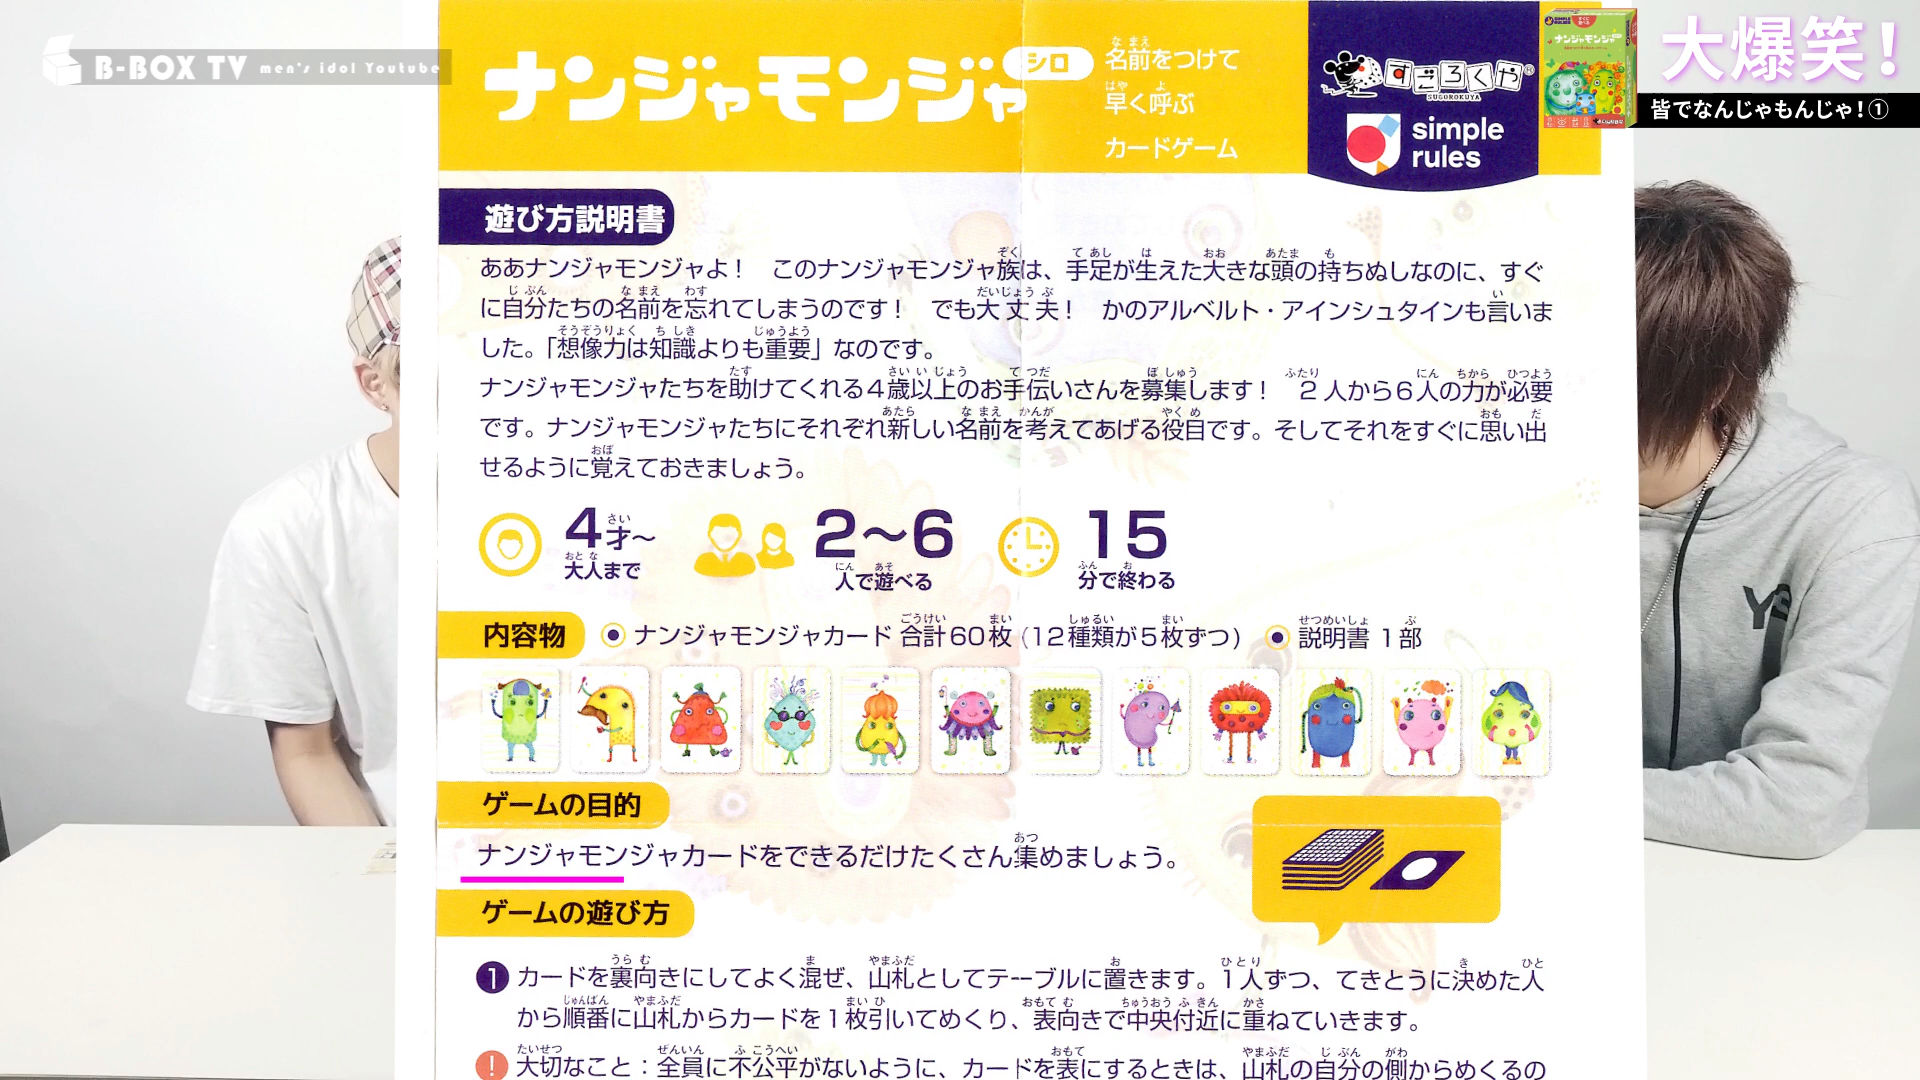 B-BOX TV men's idol Youtube
ナンジャモンジャ シロ
名前をつけて
早く呼ぶ
カードゲーム
すごろくや
SUGOROKUYA
simple
rules
ナンジャモンジャ
大爆笑！
皆でなんじゃもんじゃ！①
遊び方説明書
ああナンジャモンジャよ！　このナンジャモンジャ族は、手足が生えた大きな頭の持ちぬしなのに、すぐ
に自分たちの名前を忘れてしまうのです！　でも大丈夫！　かのアルベルト・アインシュタインも言いま
した。「想像力は知識よりも重要」なのです。
ナンジャモンジャたちを助けてくれる４歳以上のお手伝いさんを募集します！　２人から６人の力が必要
です。ナンジャモンジャたちにそれぞれ新しい名前を考えてあげる役目です。そしてそれをすぐに思い出
せるように覚えておきましょう。
4才〜
大人まで
2〜6
人で遊べる
15
分で終わる
内容物 ナンジャモンジャカード 合計60枚 (12種類が5枚ずつ) 説明書 1部
ゲームの目的
ナンジャモンジャカードをできるだけたくさん集めましょう。
ゲームの遊び方
1 カードを裏向きにしてよく混ぜ、山札としてテーブルに置きます。１人ずつ、てきとうに決めた人
から順番に山札からカードを１枚引いてめくり、表向きで中央付近に重ねていきます。
! 大切なこと：全員に不公平がないように、カードを表にするときは、山札の自分の側からめくるの